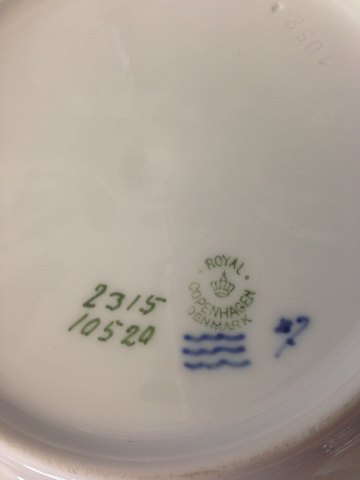 2315
10520
ROYAL
COPENHAGEN
DENMARK